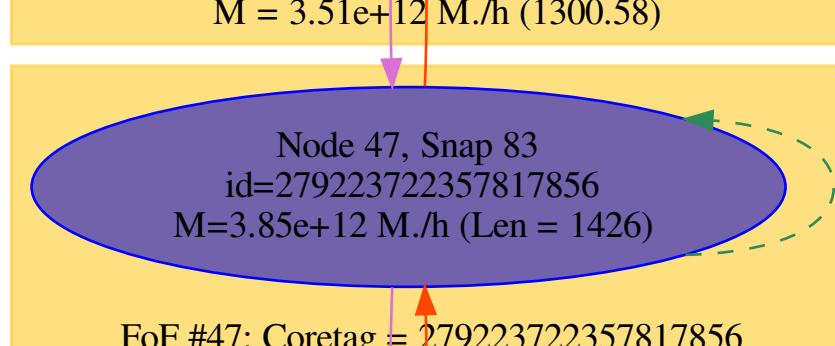 M = 3.51e+12 M./h (1300.58)
Node 47, Snap 83
id=279223722357817856
M=3.85e+12 M./h (Len = 1426)
FoF #47; Coretag = 279223722357817856